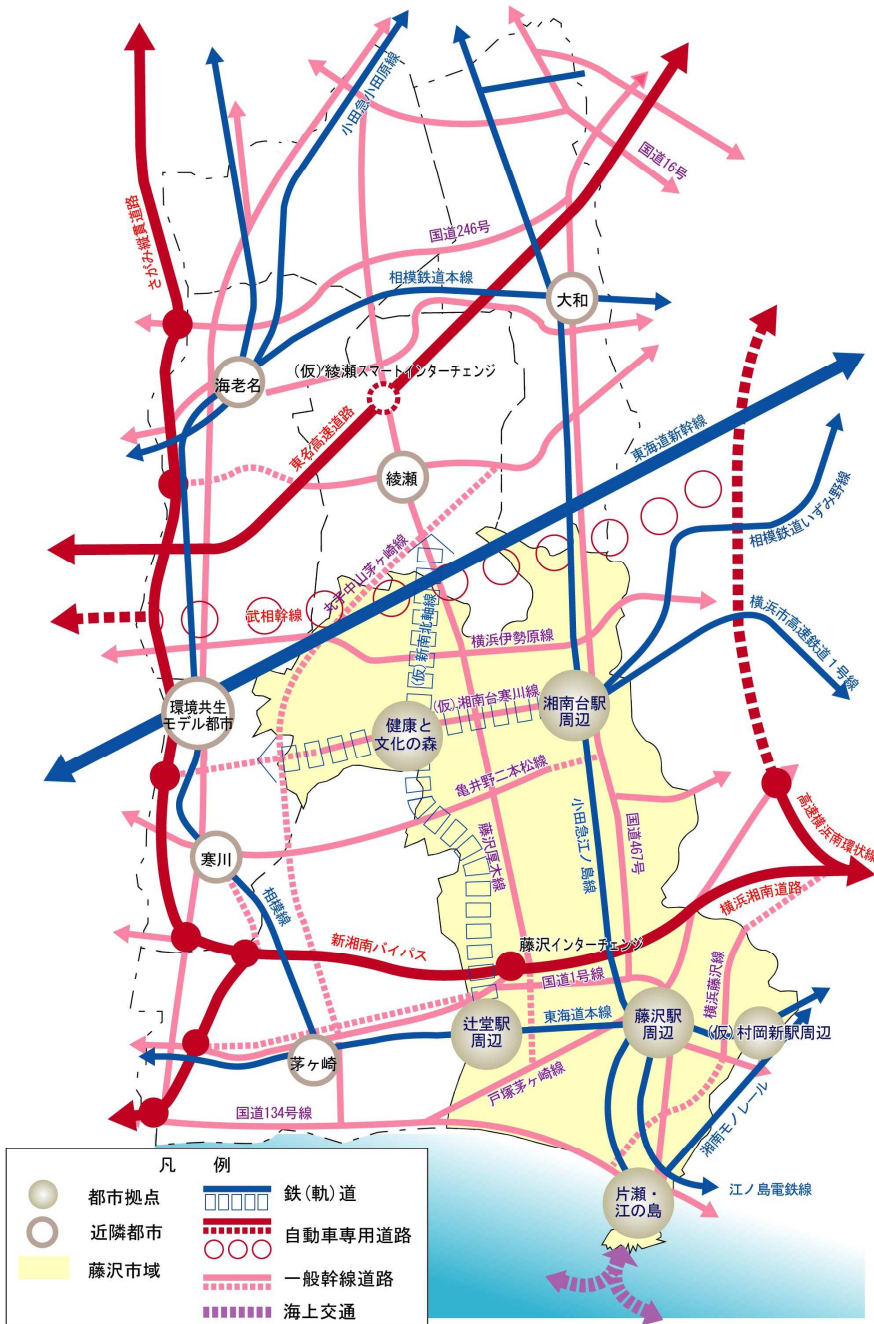 小田急小田原線
国道16号
さがみ縦貫道路
国道246号
相模鉄道本線
大和
(仮)綾瀬スマートインターチェンジ
海老名
東名高速道路
東海道新幹線
綾瀬
相模鉄道いずみ野線
丸子中山茅ヶ崎線
武相幹線
(仮)新南北軸線
横浜伊勢原線
横浜市高速鉄道1号線
環境共生
モデル都市
(仮)湘南台寒川線
湘南台駅
周辺
健康と
文化の森
亀井野二本松線
小田急江ノ島線
国道467号
藤沢厚木線
高速横浜南環状線
寒川
相模線
横浜湘南道路
新湘南バイパス
藤沢インターチェンジ
国道1号線
横浜藤沢線
東海道本線
辻堂駅
周辺
藤沢駅
周辺
(仮)村岡新駅周辺
茅ヶ崎
戸塚茅ヶ崎線
国道134号線
湘南モノレール
江ノ島電鉄線
片瀬・
江の島
凡 例
都市拠点
近隣都市
藤沢市域
鉄(軌)道
自動車専用道路
一般幹線道路
海上交通